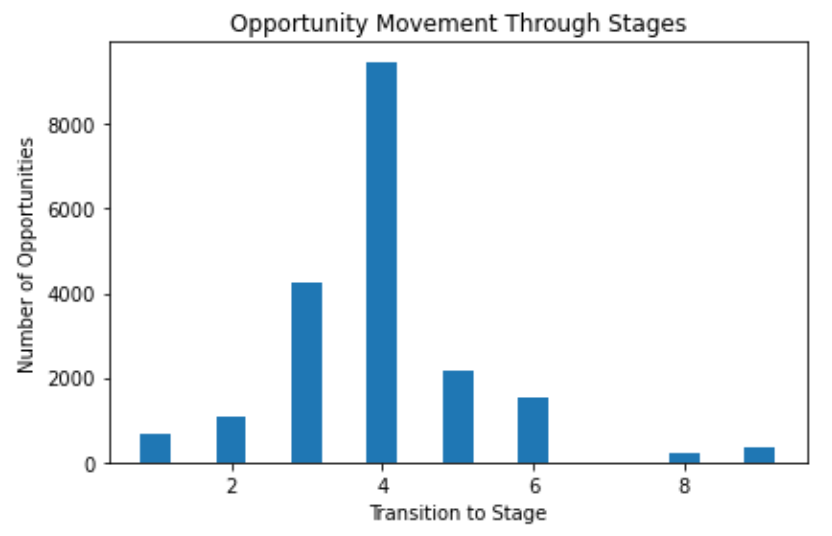 Opportunity Movement Through Stages
Number of Opportunities
8000
6000
4000
2000
0
2 4 6 8
Transition to Stage